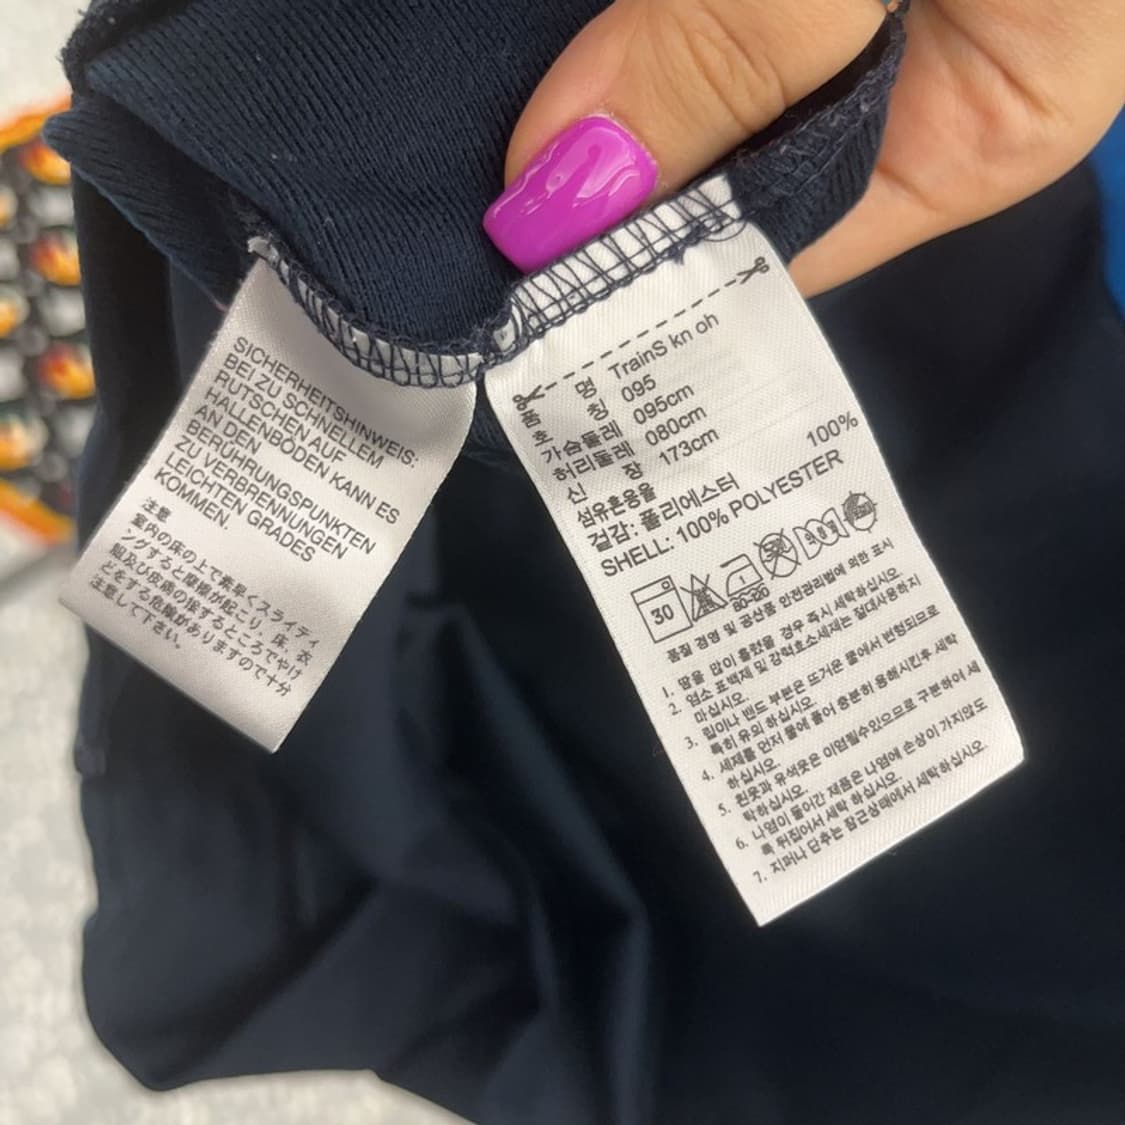 SICHERHEITSHINWEIS:
BEI ZU SCHNELLEM
RUTSCHEN AUF
HALLENBÖDEN KANN ES
AN DEN
BERÜHRUNGSPUNKTEN
ZU VERBRENNUNGEN
LEICHTEN GRADES
KOMMEN.
注意
室内の床の上で素早くスライディ
ングすると摩擦が起こり、床、衣
服及び皮膚の接するところでやけ
どをする危険がありますので十分
注意して下さい。
품 명 TrainS kn oh
호 칭 095
가슴둘레 095cm
허리둘레 080cm
신 장 173cm
섬유혼용율
겉감: 폴리에스터 100%
SHELL: 100% POLYESTER
30
80-120
품질 경영 및 공산품 안전관리법에 의한 표시
1. 땀을 많이 흘렸을 경우 즉시 세탁하십시오.
2. 염소 표백제 및 강력효소세제는 절대사용하지
마십시오.
3. 립이나 밴드 부분은 뜨거운 물에서 변형되므로
특히 유의 하십시오.
4. 세제를 먼저 물에 풀어 충분히 용해시킨후 세탁
하십시오.
5. 흰옷과 유색옷은 이염될수있으므로 구분하여 세
탁하십시오.
6. 나염이 들어간 제품은 나염에 손상이 가지않도
록 뒤집어서 세탁 하십시오.
7. 지퍼나 단추는 잠근상태에서 세탁하십시오.